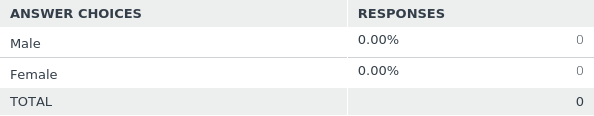 ANSWER CHOICES RESPONSES
Male 0.00% 0
Female 0.00% 0
TOTAL 0